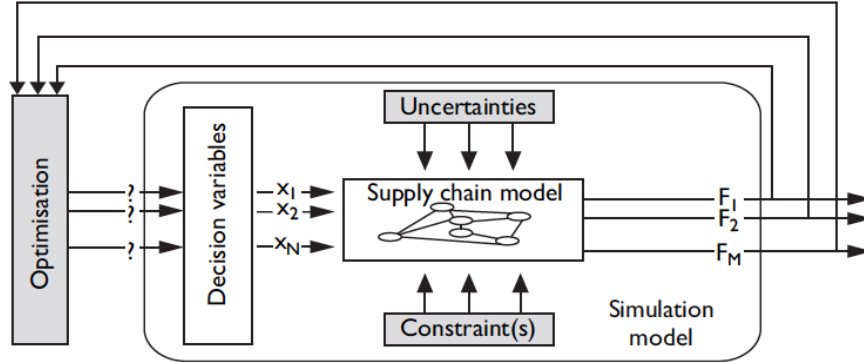 Optimisation
?
?
?
Decision variables
x1
x2
xN
Uncertainties
Supply chain model
Constraint(s)
F1
F2
FM
Simulation
model